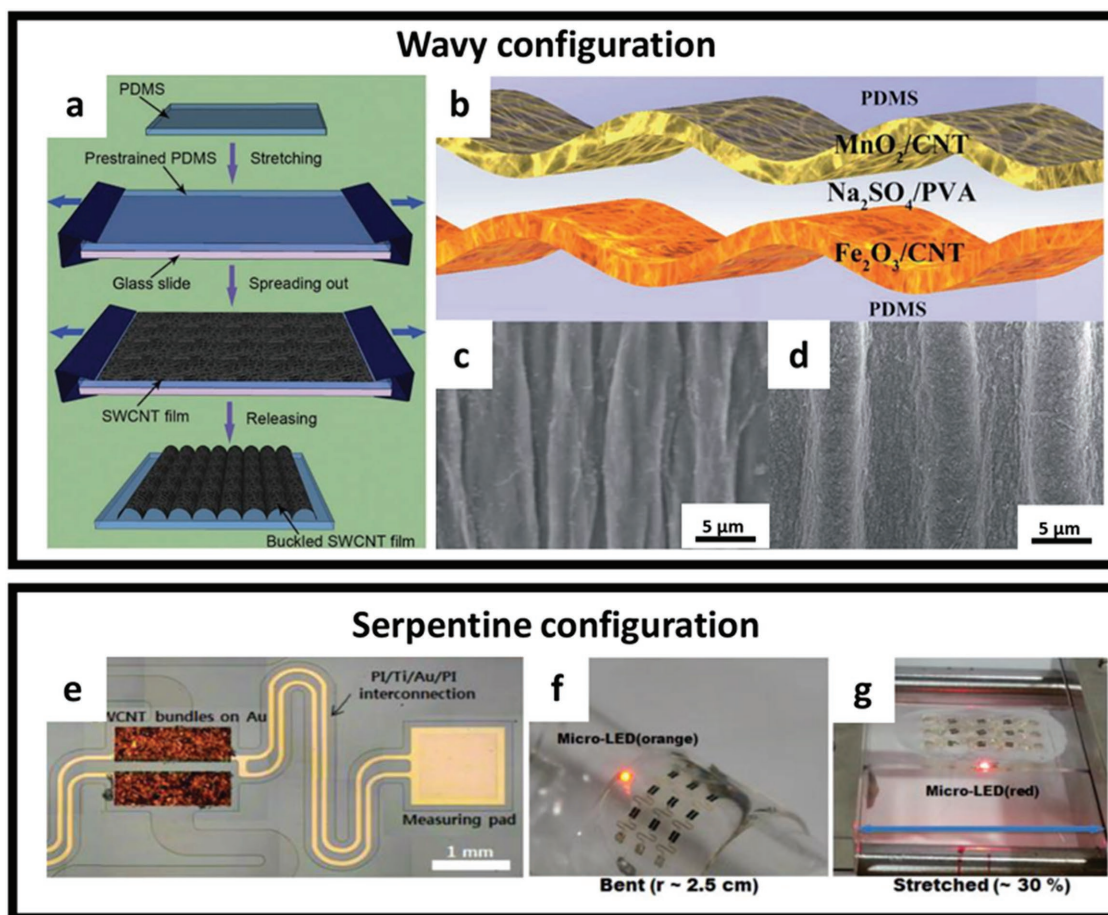 Wavy configuration
a
PDMS
Prestrained PDMS
Stretching
Glass slide
Spreading out
SWCNT film
Releasing
Buckled SWCNT film
b
PDMS
MnO₂/CNT
Na₂SO₄/PVA
Fe₂O₃/CNT
PDMS
c
5 µm
d
5 µm
Serpentine configuration
e
PI/Ti/Au/PI
interconnection
bundles on Au
Measuring pad
1 mm
f
Micro-LED(orange)
Bent (r ~ 2.5 cm)
g
Micro-LED(red)
Stretched (~ 30 %)